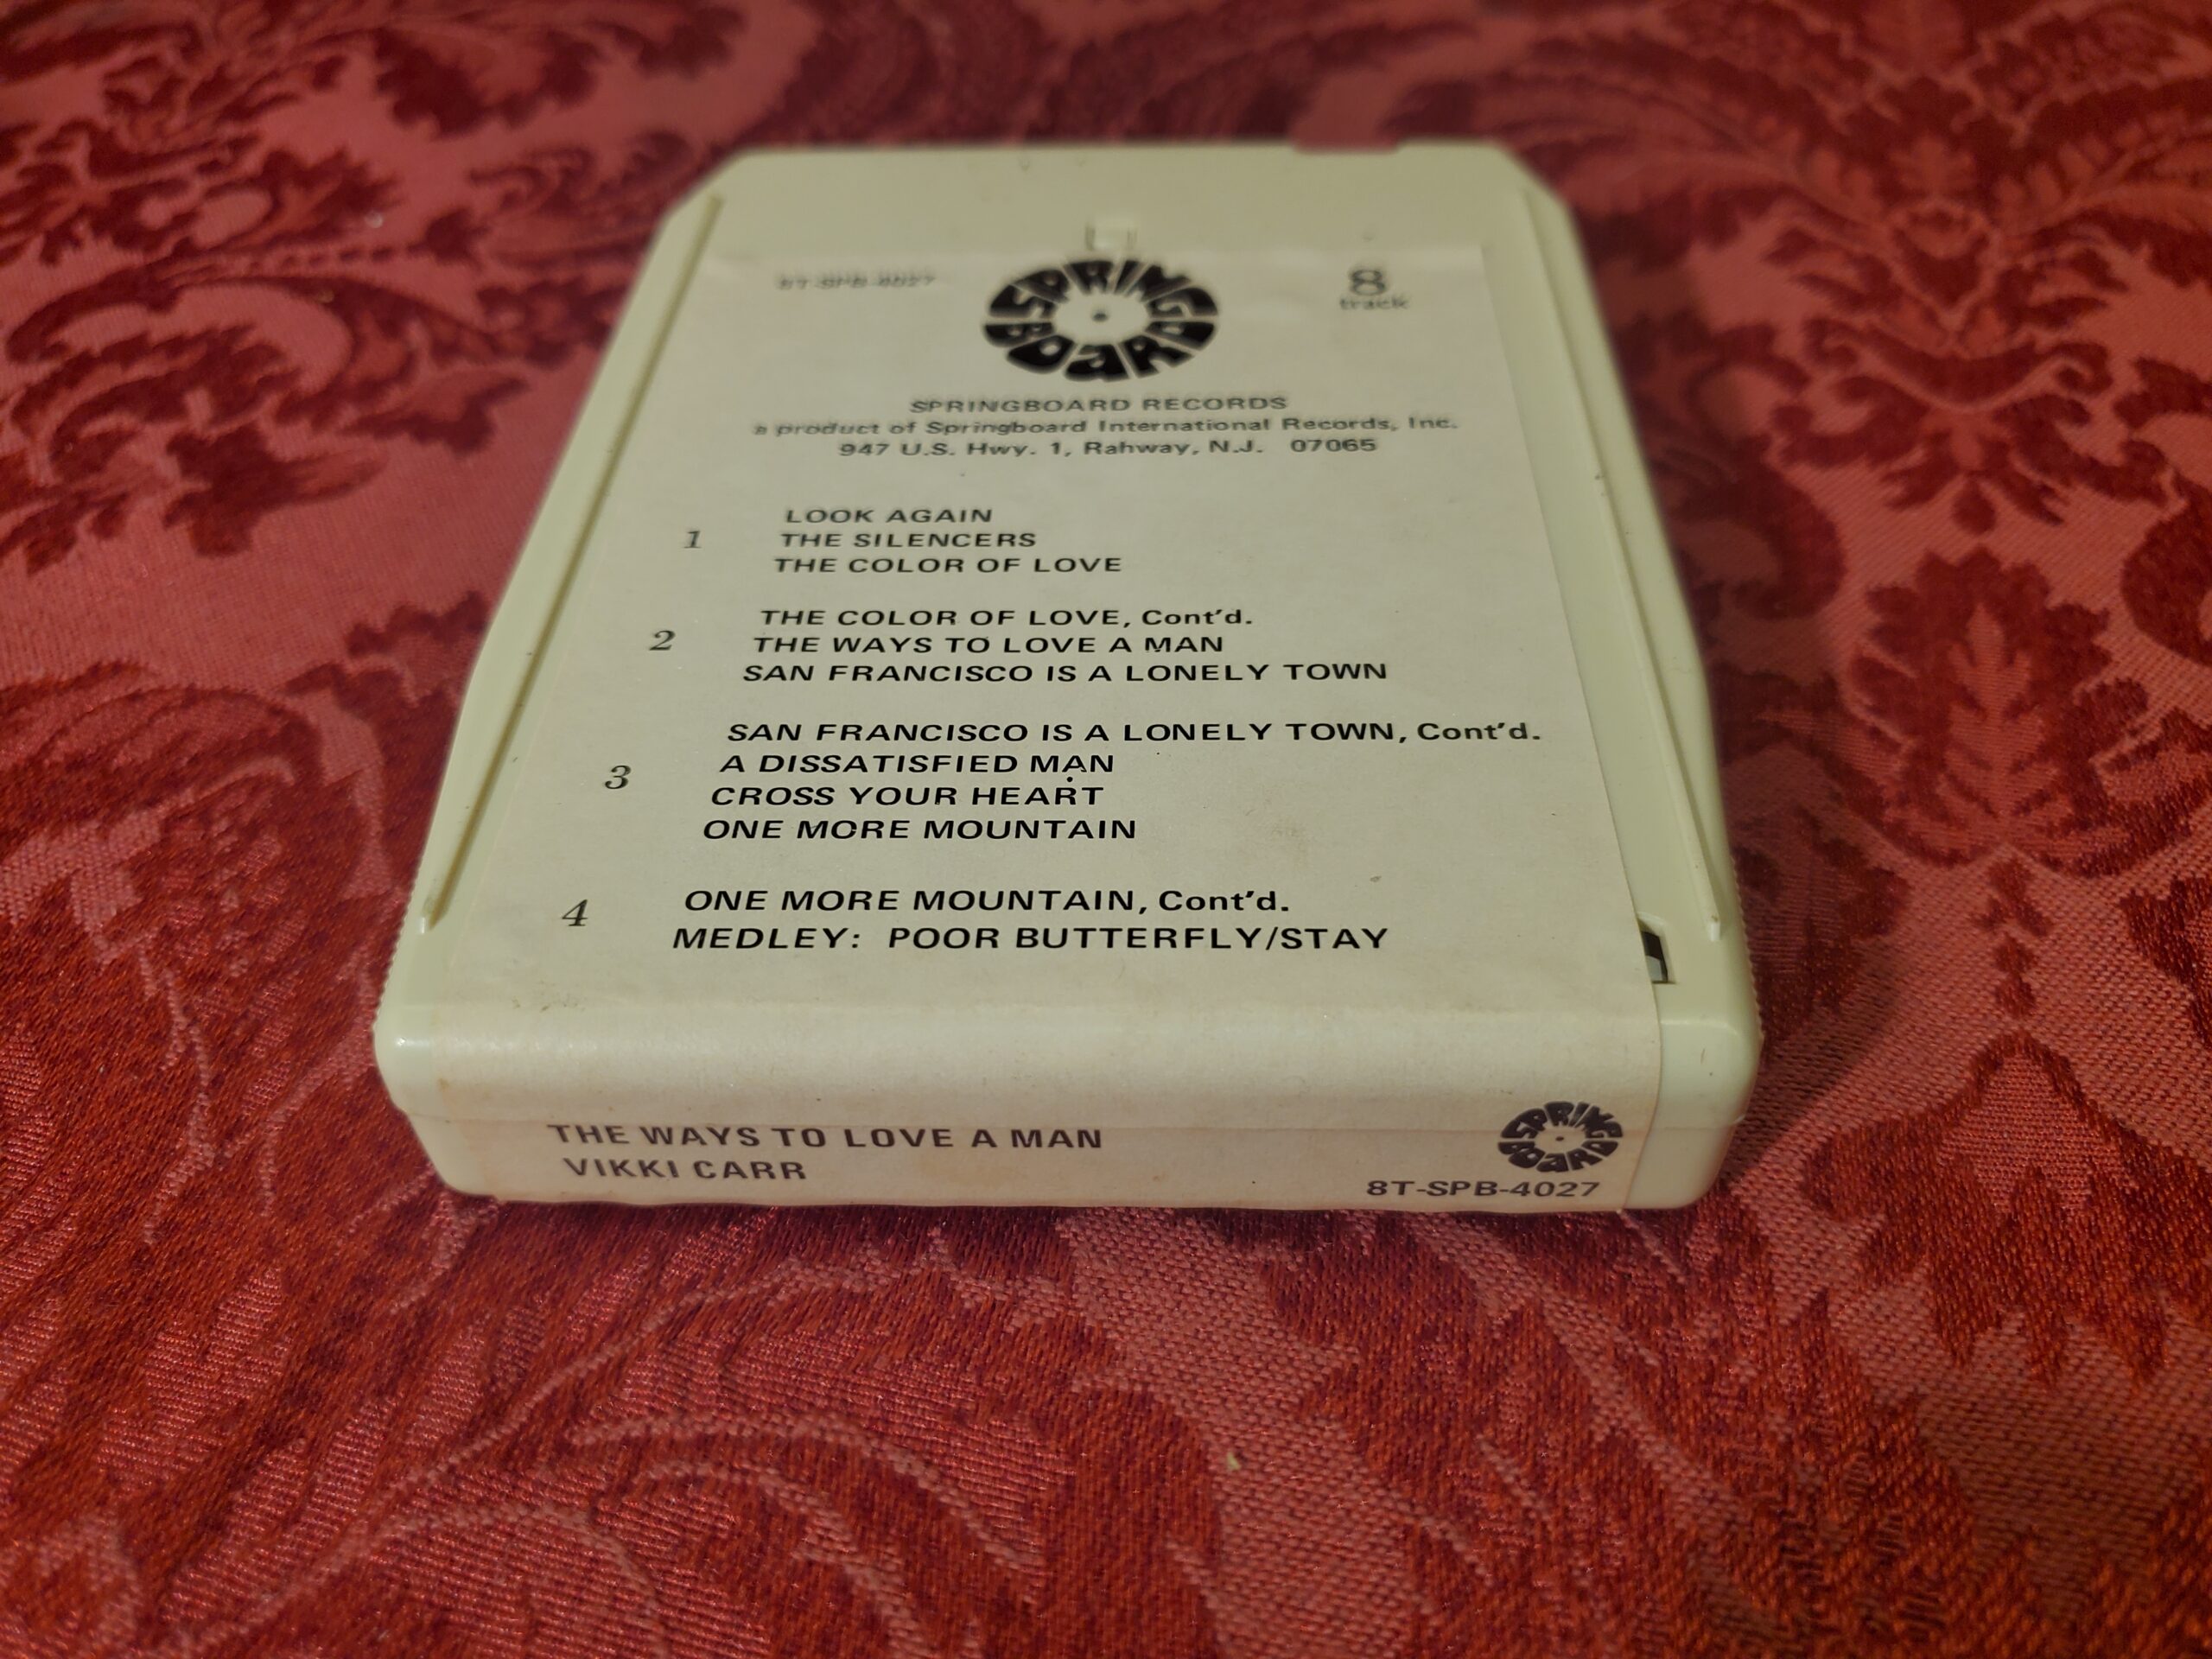 8T-SPB-4027
SPRINGBOARD
8
track
SPRINGBOARD RECORDS
a product of Springboard International Records, Inc.
947 U.S. Hwy. 1, Rahway, N.J. 07065
LOOK AGAIN
1 THE SILENCERS
THE COLOR OF LOVE
THE COLOR OF LOVE, Cont'd.
2 THE WAYS TO LOVE A MAN
SAN FRANCISCO IS A LONELY TOWN
SAN FRANCISCO IS A LONELY TOWN, Cont'd.
A DISSATISFIED MAN
3 CROSS YOUR HEART
ONE MORE MOUNTAIN
4 ONE MORE MOUNTAIN, Cont'd.
MEDLEY: POOR BUTTERFLY/STAY
THE WAYS TO LOVE A MAN
VIKKI CARR
SPRINGBOARD
8T-SPB-4027